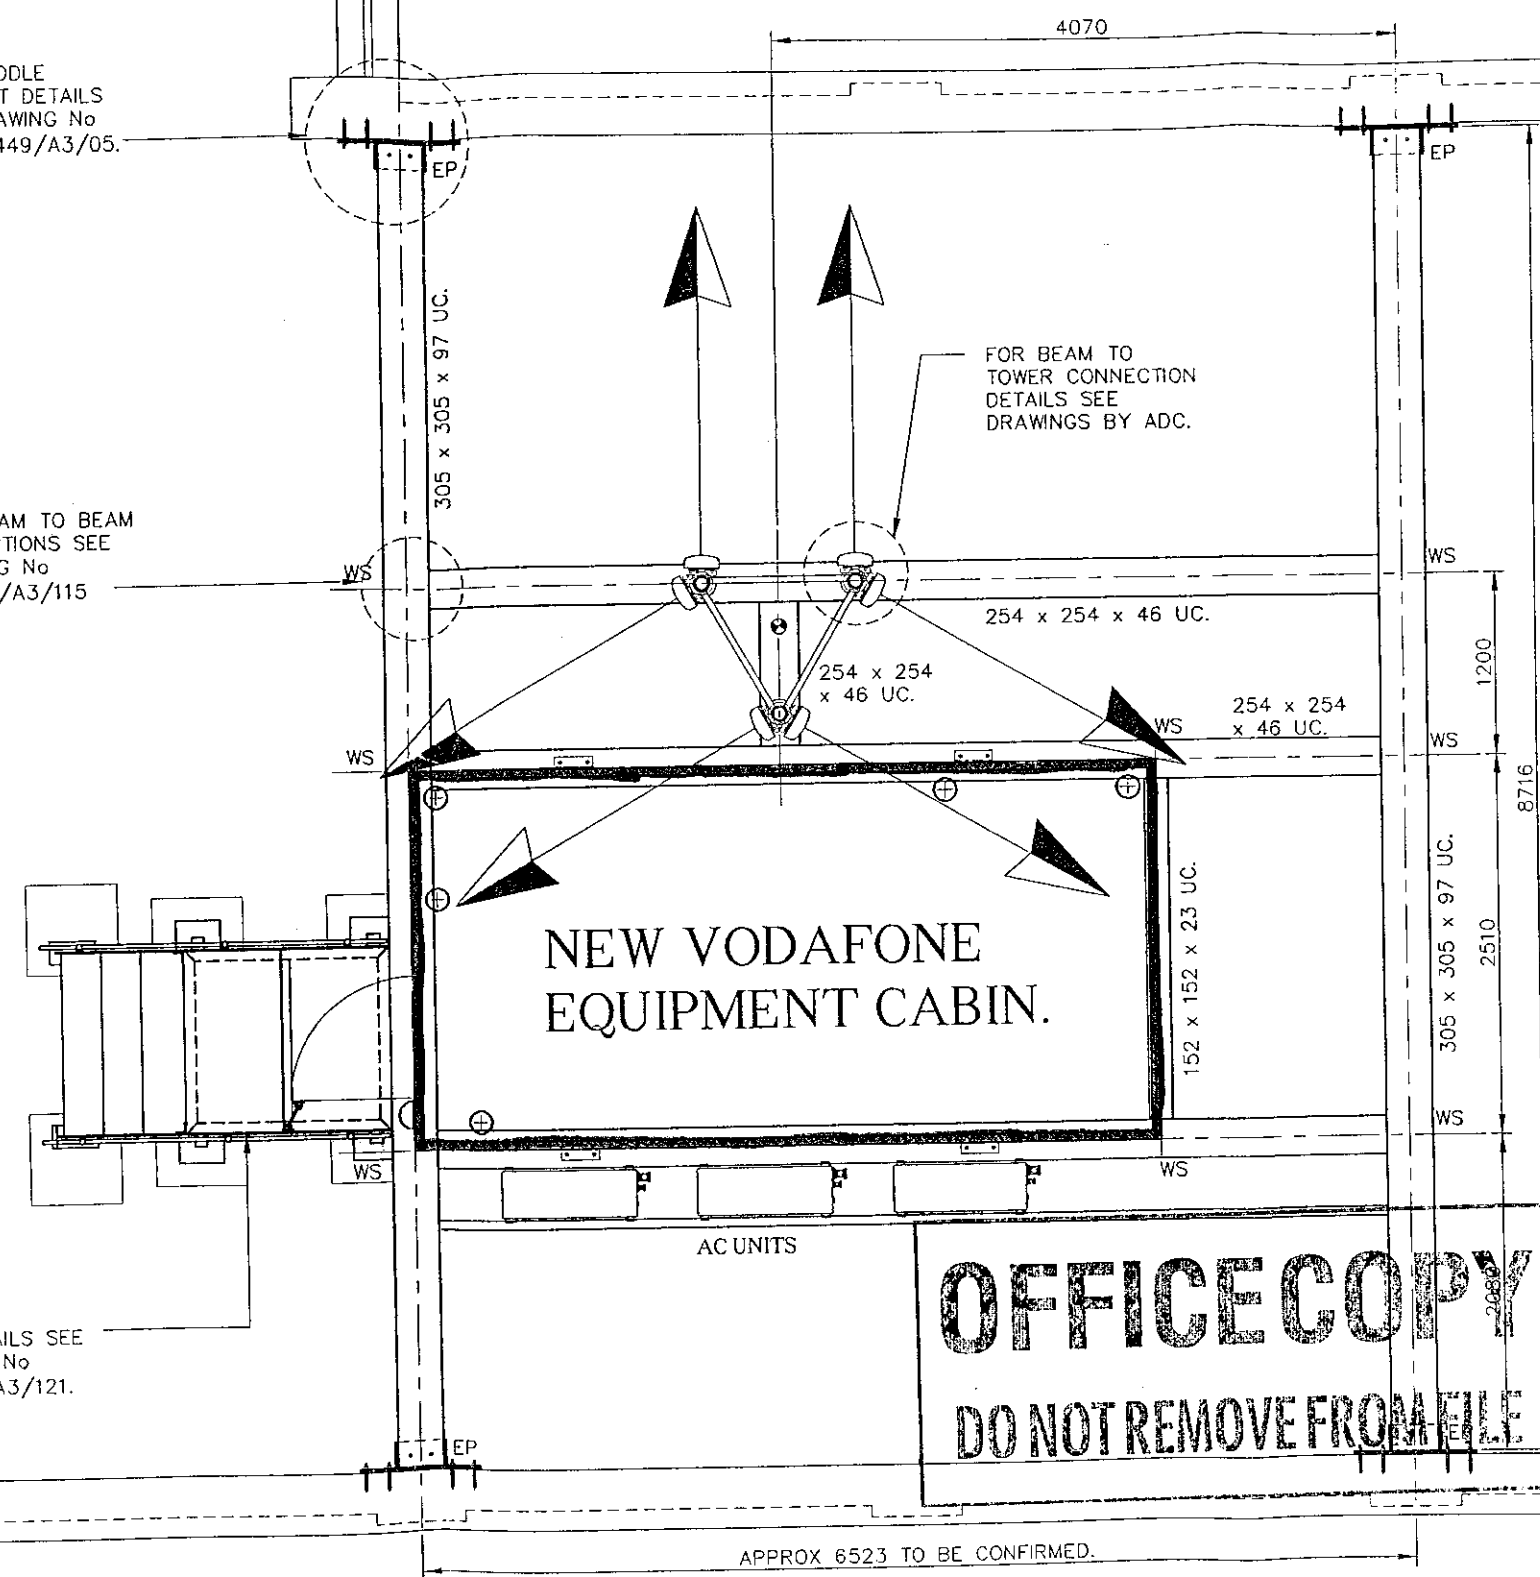 4070
ODLE
T DETAILS
AWING No
449/A3/05.
EP
EP
305 x 305 x 97 UC.
FOR BEAM TO
TOWER CONNECTION
DETAILS SEE
DRAWINGS BY ADC.
AM TO BEAM
TIONS SEE
G No
/A3/115
WS
WS
254 x 254 x 46 UC.
1200
254 x 254
x 46 UC.
254 x 254
x 46 UC.
WS
WS
WS
8716
NEW VODAFONE
EQUIPMENT CABIN.
152 x 152 x 23 UC.
305 x 305 x 97 UC.
2510
WS
WS
WS
AC UNITS
OFFICE COPY
DO NOT REMOVE FROM FILE
AILS SEE
No
A3/121.
EP
APPROX 6523 TO BE CONFIRMED.